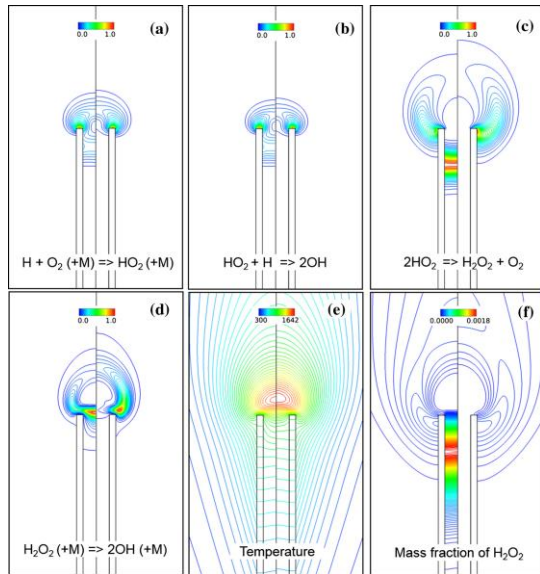 (a)
0.0 1.0
H + O₂ (+M) => HO₂ (+M)
(b)
0.0 1.0
HO₂ + H => 2OH
(c)
0.0 1.0
2HO₂ => H₂O₂ + O₂
(d)
0.0 1.0
H₂O₂ (+M) => 2OH (+M)
(e)
300 1642
Temperature
(f)
0.0000 0.0018
Mass fraction of H₂O₂